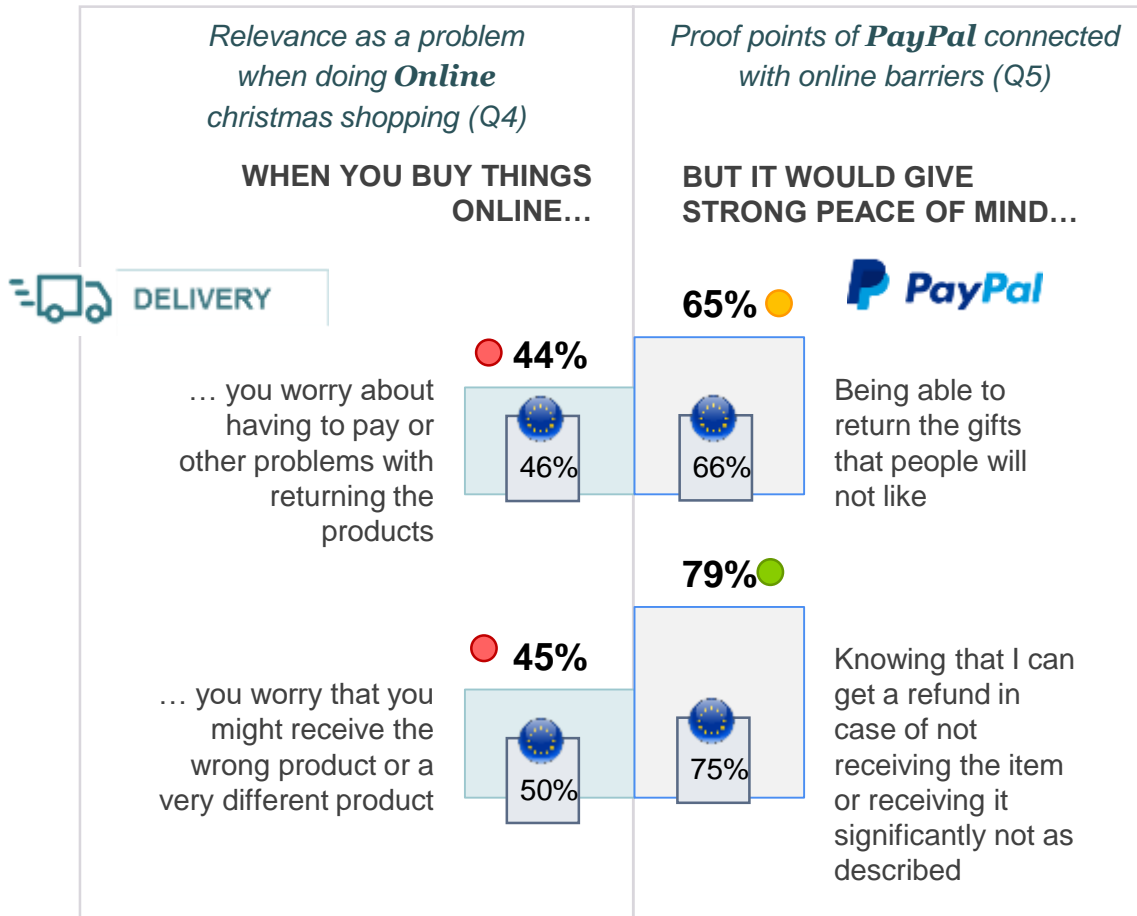 Relevance as a problem
when doing Online
christmas shopping (Q4)
Proof points of PayPal connected
with online barriers (Q5)
WHEN YOU BUY THINGS
ONLINE…
BUT IT WOULD GIVE
STRONG PEACE OF MIND…
DELIVERY
PayPal
65%
44%
… you worry about
having to pay or
other problems with
returning the
products
46%
66%
Being able to
return the gifts
that people will
not like
79%
45%
… you worry that you
might receive the
wrong product or a
very different product
50%
75%
Knowing that I can
get a refund in
case of not
receiving the item
or receiving it
significantly not as
described